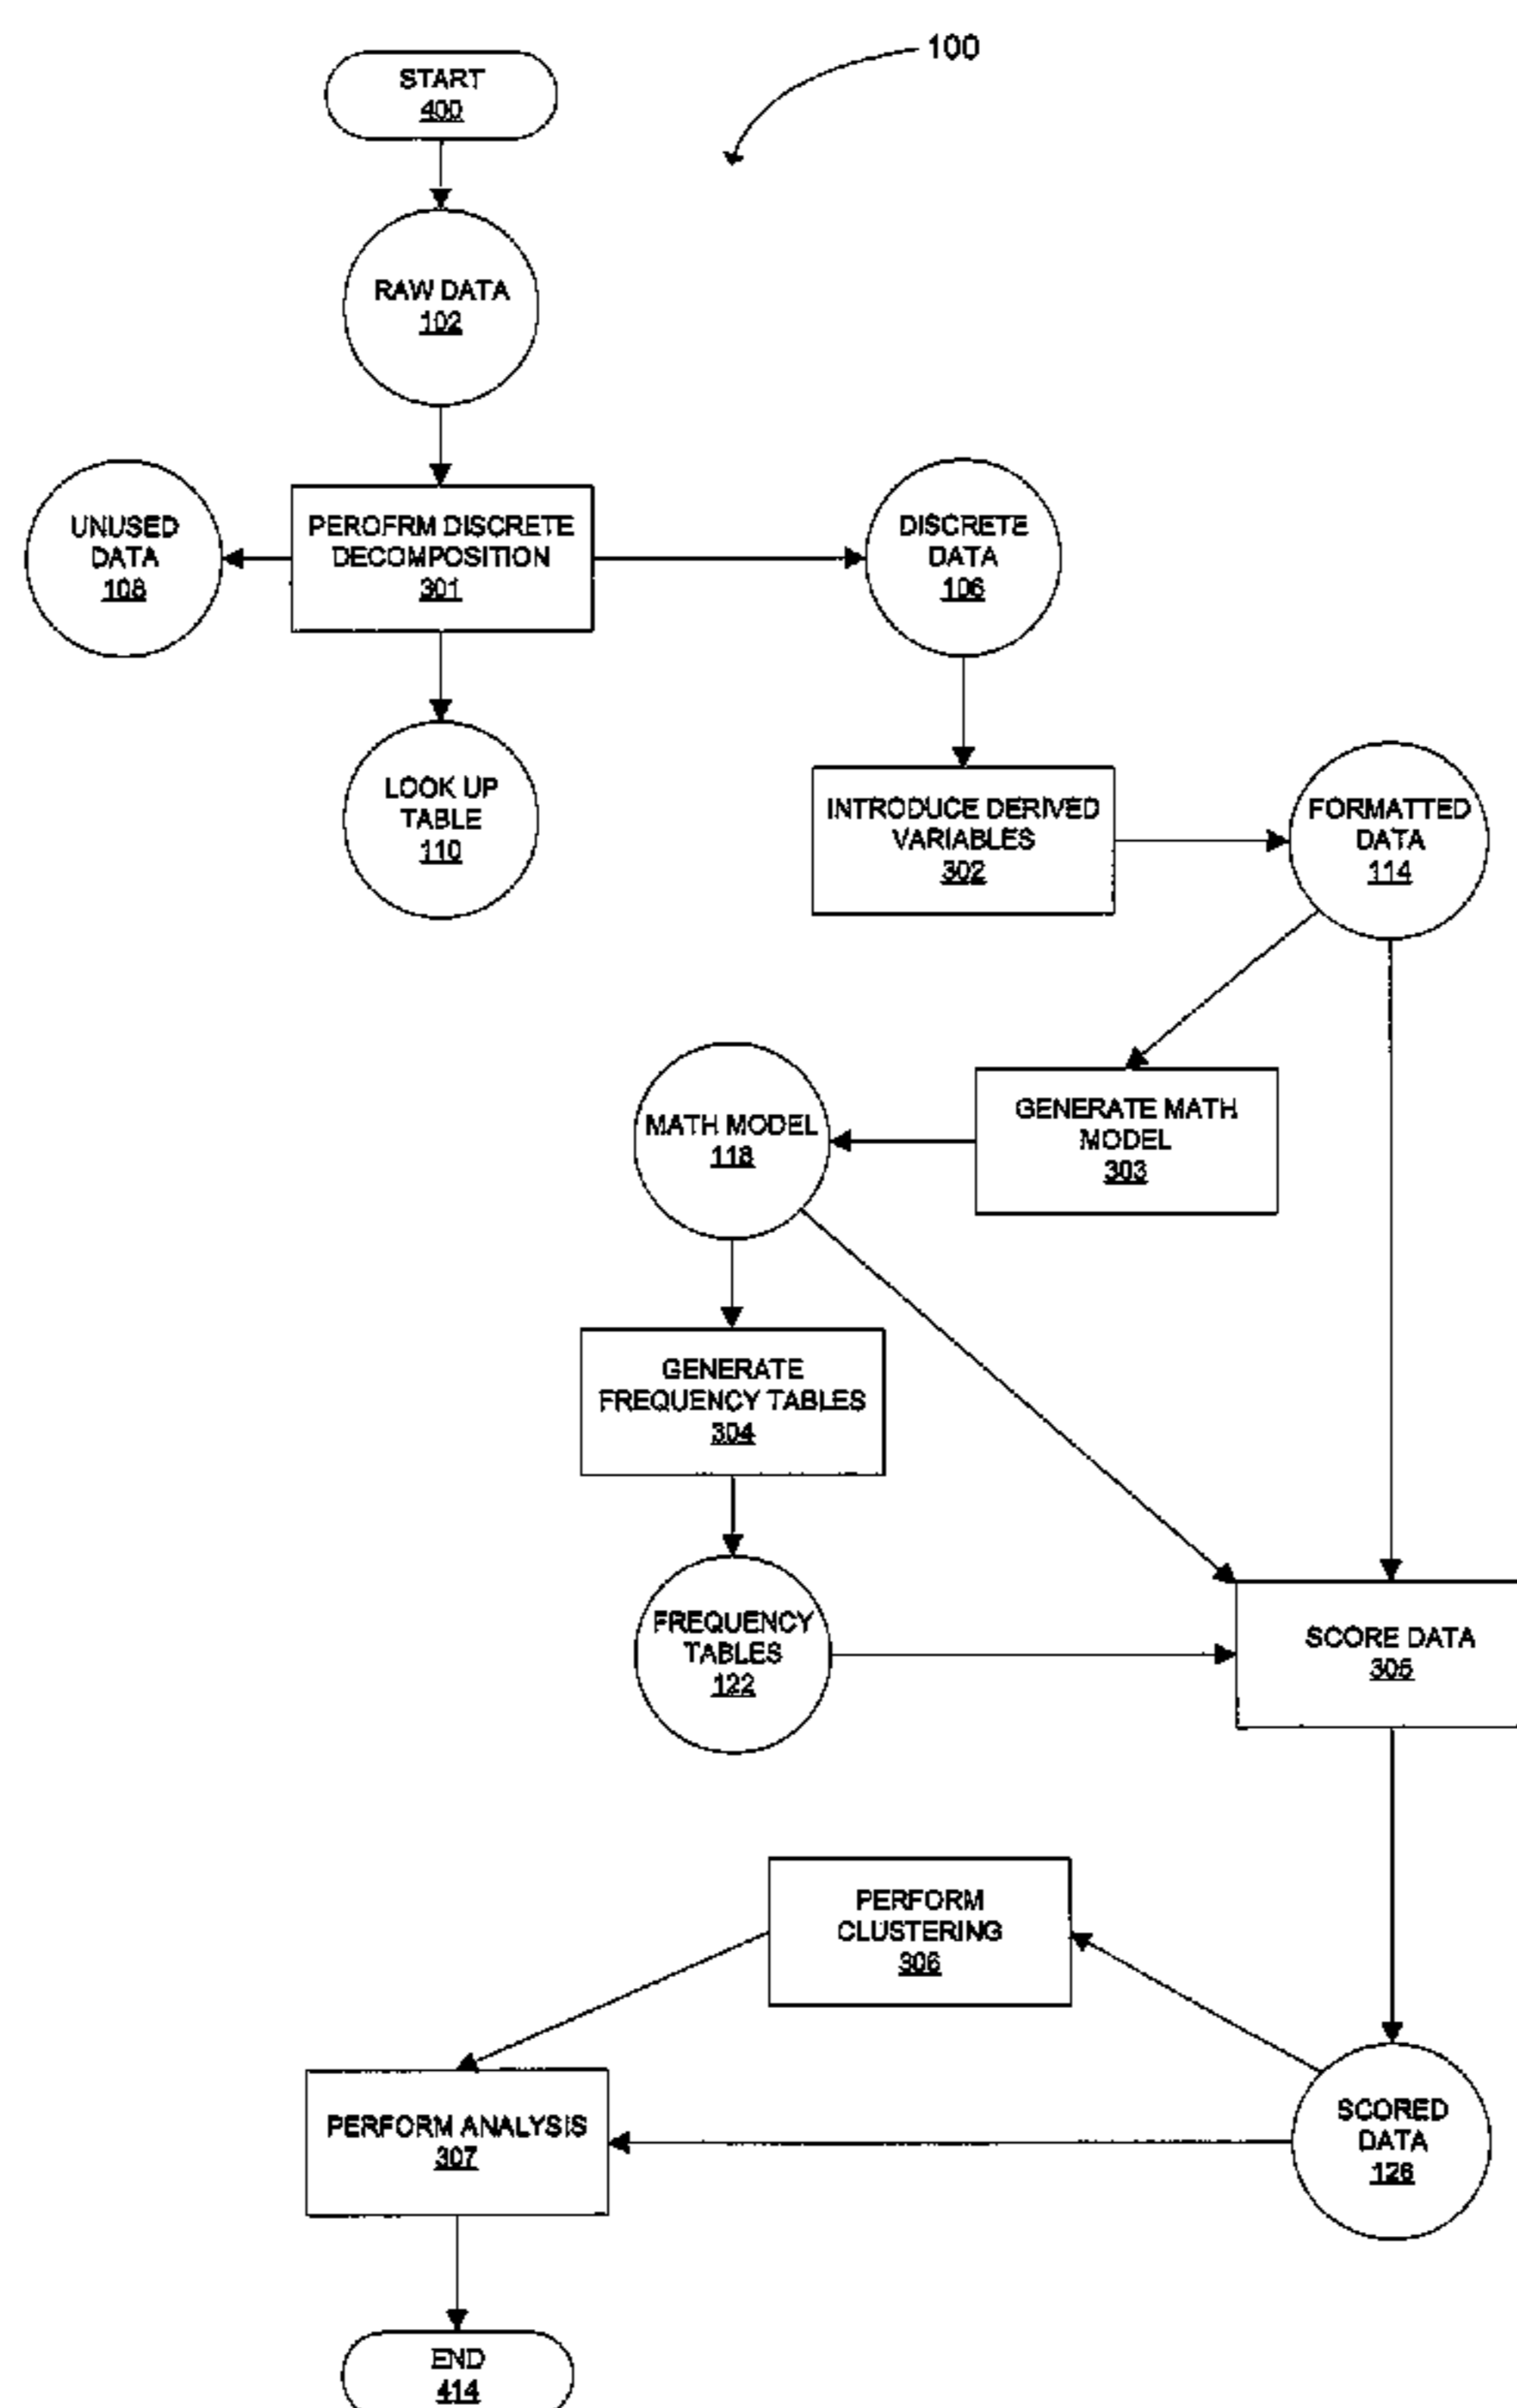 100
START
400
RAW DATA
102
UNUSED
DATA
108
PEROFRM DISCRETE
DECOMPOSITION
301
DISCRETE
DATA
106
LOOK UP
TABLE
110
INTRODUCE DERIVED
VARIABLES
302
FORMATTED
DATA
114
MATH MODEL
118
GENERATE MATH
MODEL
303
GENERATE
FREQUENCY TABLES
304
FREQUENCY
TABLES
122
SCORE DATA
305
PERFORM
CLUSTERING
306
PERFORM ANALYSIS
307
SCORED
DATA
126
END
414